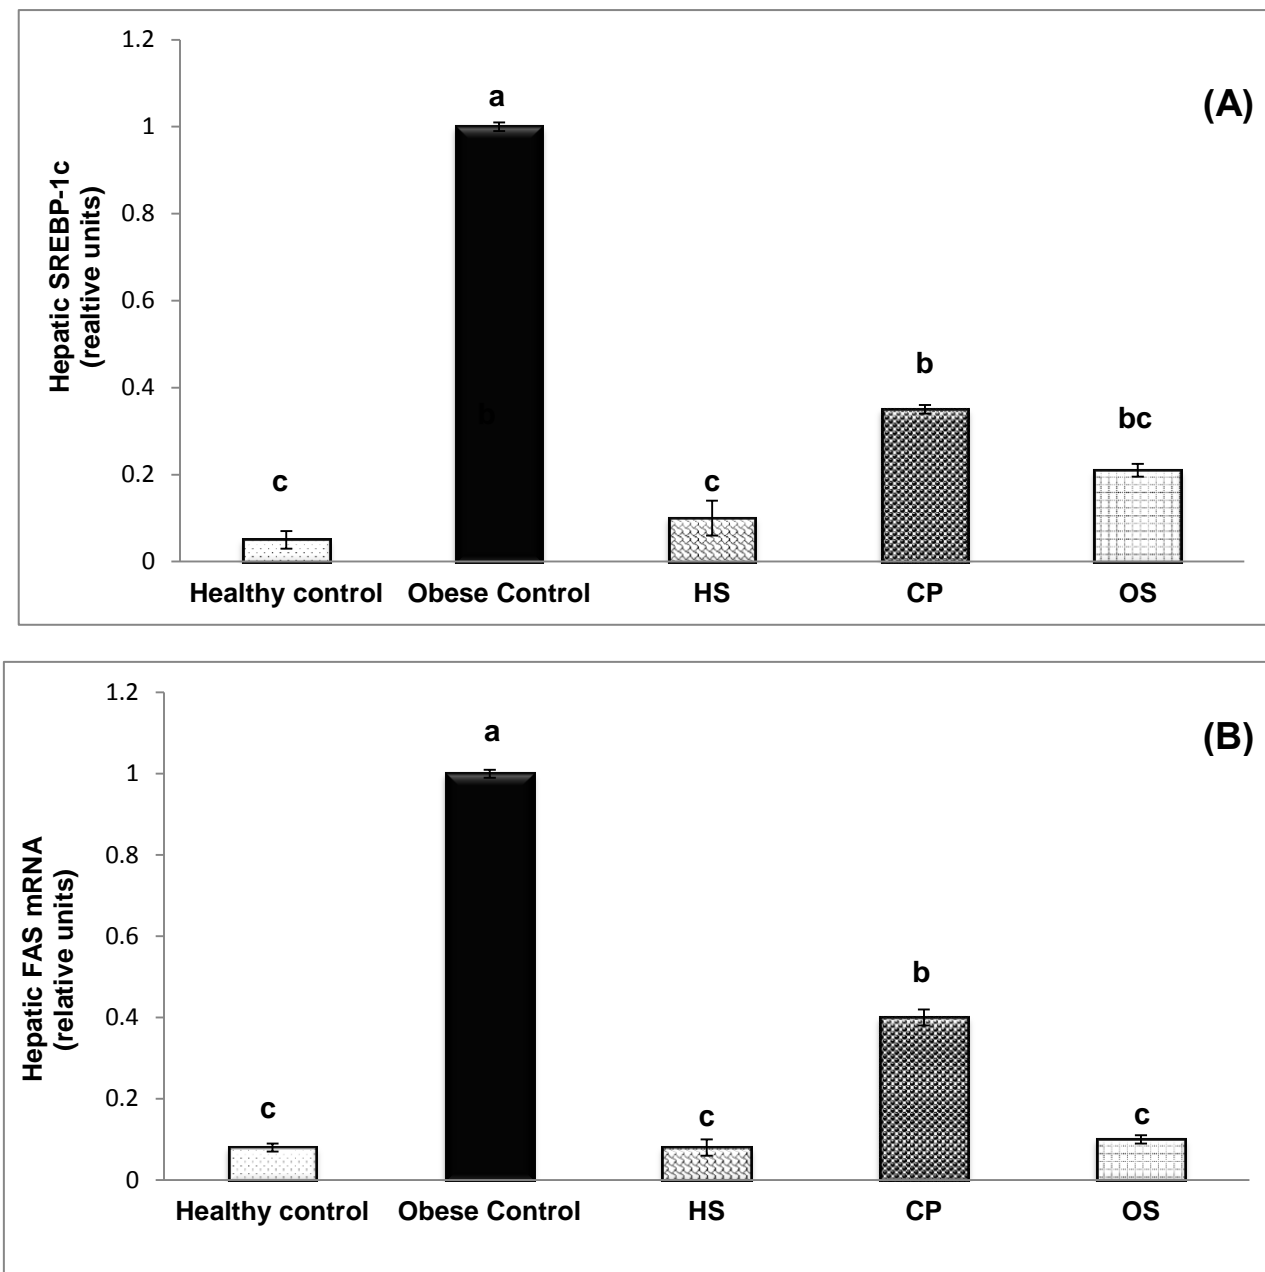 1.2
a
(A)
1
Hepatic SREBP-1c
(realtive units)
0.8
0.6
b
0.4
b
bc
0.2
c
c
0
Healthy control Obese Control HS CP OS
1.2
a
(B)
1
Hepatic FAS mRNA
(relative units)
0.8
0.6
b
0.4
0.2
c
c
c
0
Healthy control Obese Control HS CP OS